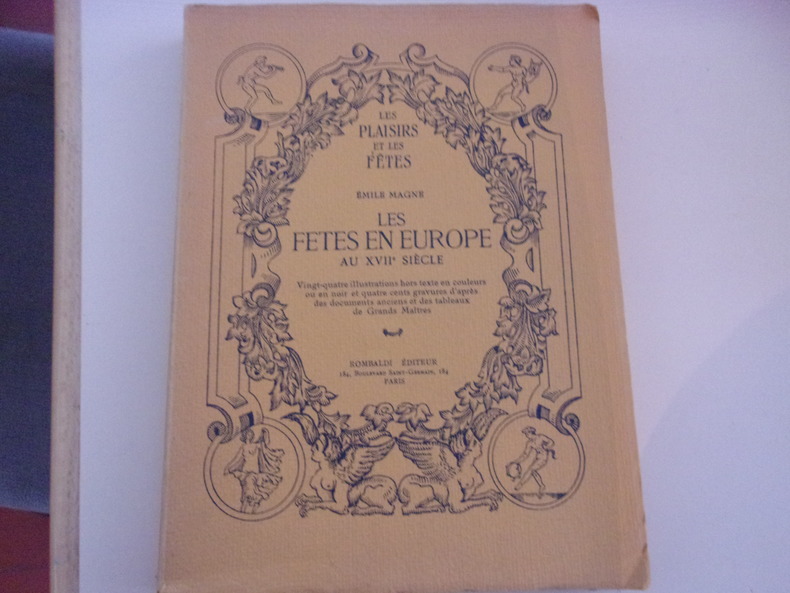 LES
PLAISIRS
ET LES
FÊTES
ÉMILE MAGNE
LES
FETES EN EUROPE
AU XVIIᵉ SIÈCLE
Vingt-quatre illustrations hors texte en couleurs
ou en noir et quatre cents gravures d'après
des documents anciens et des tableaux
de Grands Maîtres
ROMBALDI ÉDITEUR
184, Boulevard Saint-Germain, 184
PARIS